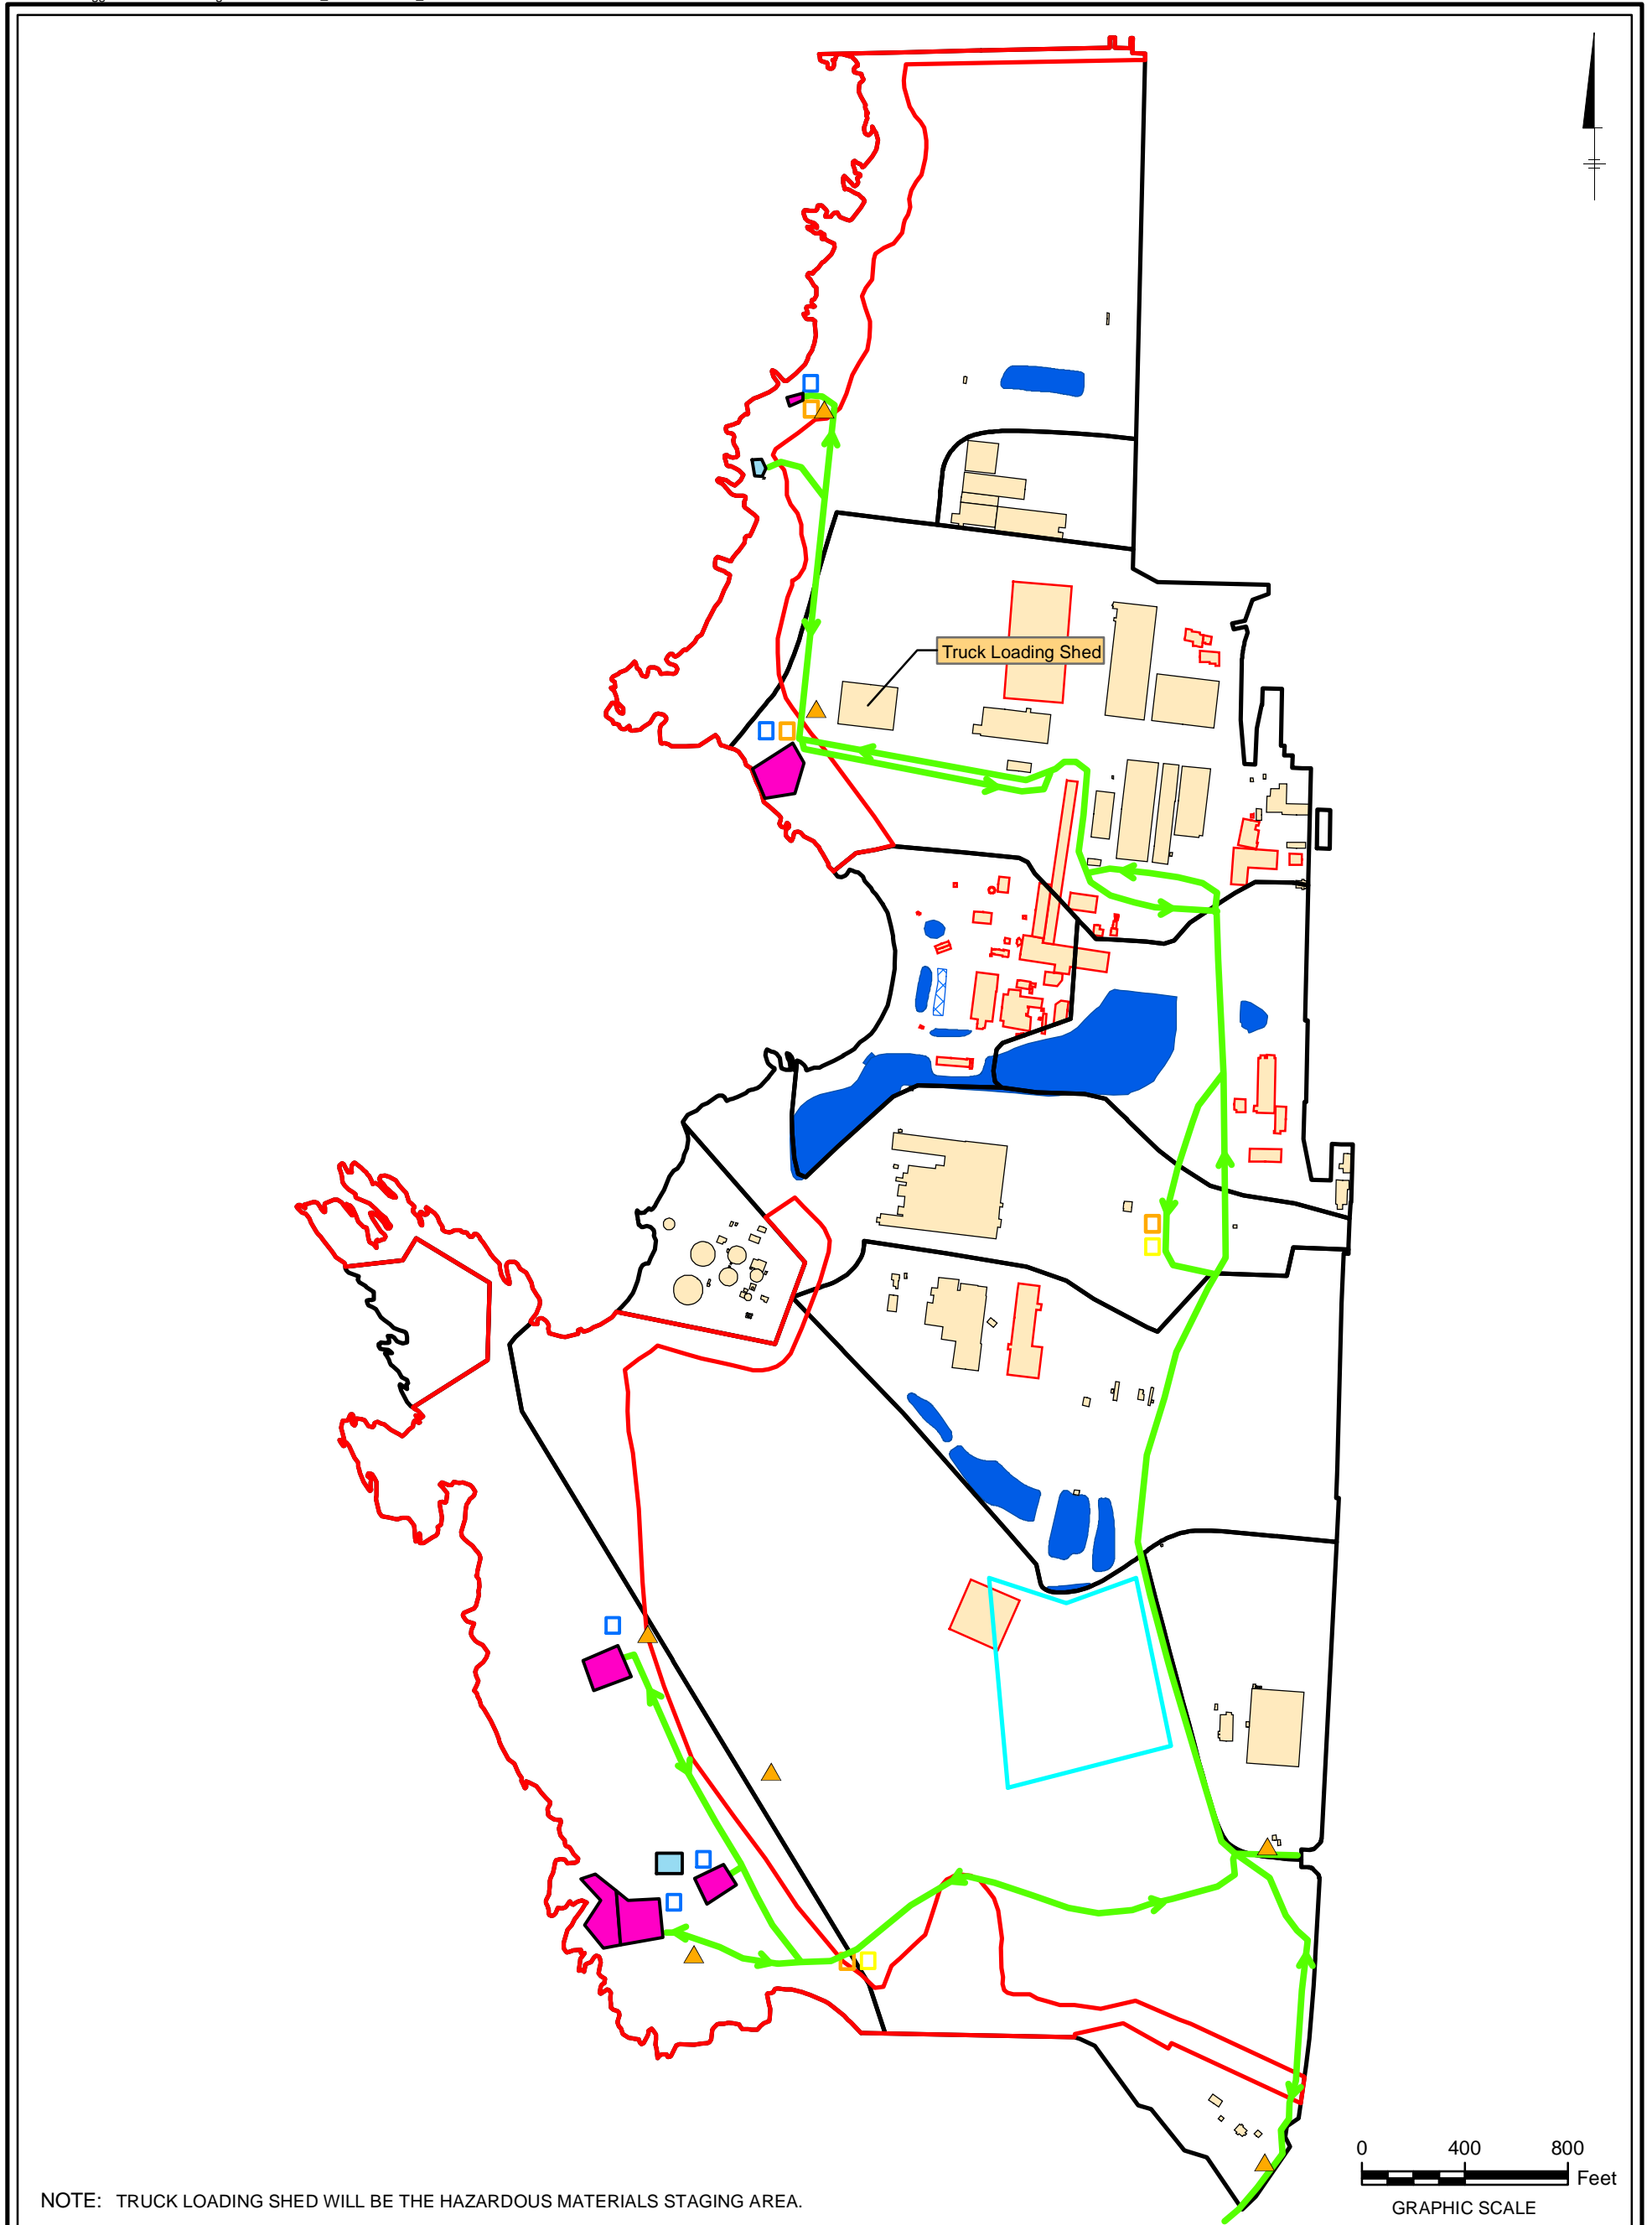 Truck Loading Shed
0 400 800
Feet
GRAPHIC SCALE
NOTE: TRUCK LOADING SHED WILL BE THE HAZARDOUS MATERIALS STAGING AREA.